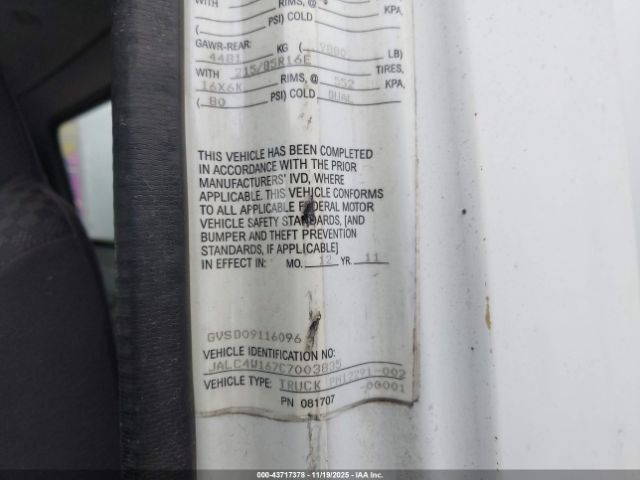 WITH RIMS, @ KPA,
( PSI) COLD
GAWR-REAR:
4481 KG ( 9880 LB)
WITH 215/85R16E TIRES,
16X6K RIMS, @ 552 KPA,
( 80 PSI) COLD DUAL
THIS VEHICLE HAS BEEN COMPLETED
IN ACCORDANCE WITH THE PRIOR
MANUFACTURERS' IVD, WHERE
APPLICABLE. THIS VEHICLE CONFORMS
TO ALL APPLICABLE FEDERAL MOTOR
VEHICLE SAFETY STANDARDS, [AND
BUMPER AND THEFT PREVENTION
STANDARDS, IF APPLICABLE]
IN EFFECT IN: MO. 12 YR. 11
GVSD09116096
VEHICLE IDENTIFICATION NO:
JALC4W167C7003835
VEHICLE TYPE: TRUCK PM12291-002
-00001
PN 081707
000-43717378 | 11/19/2025 | IAA Inc.